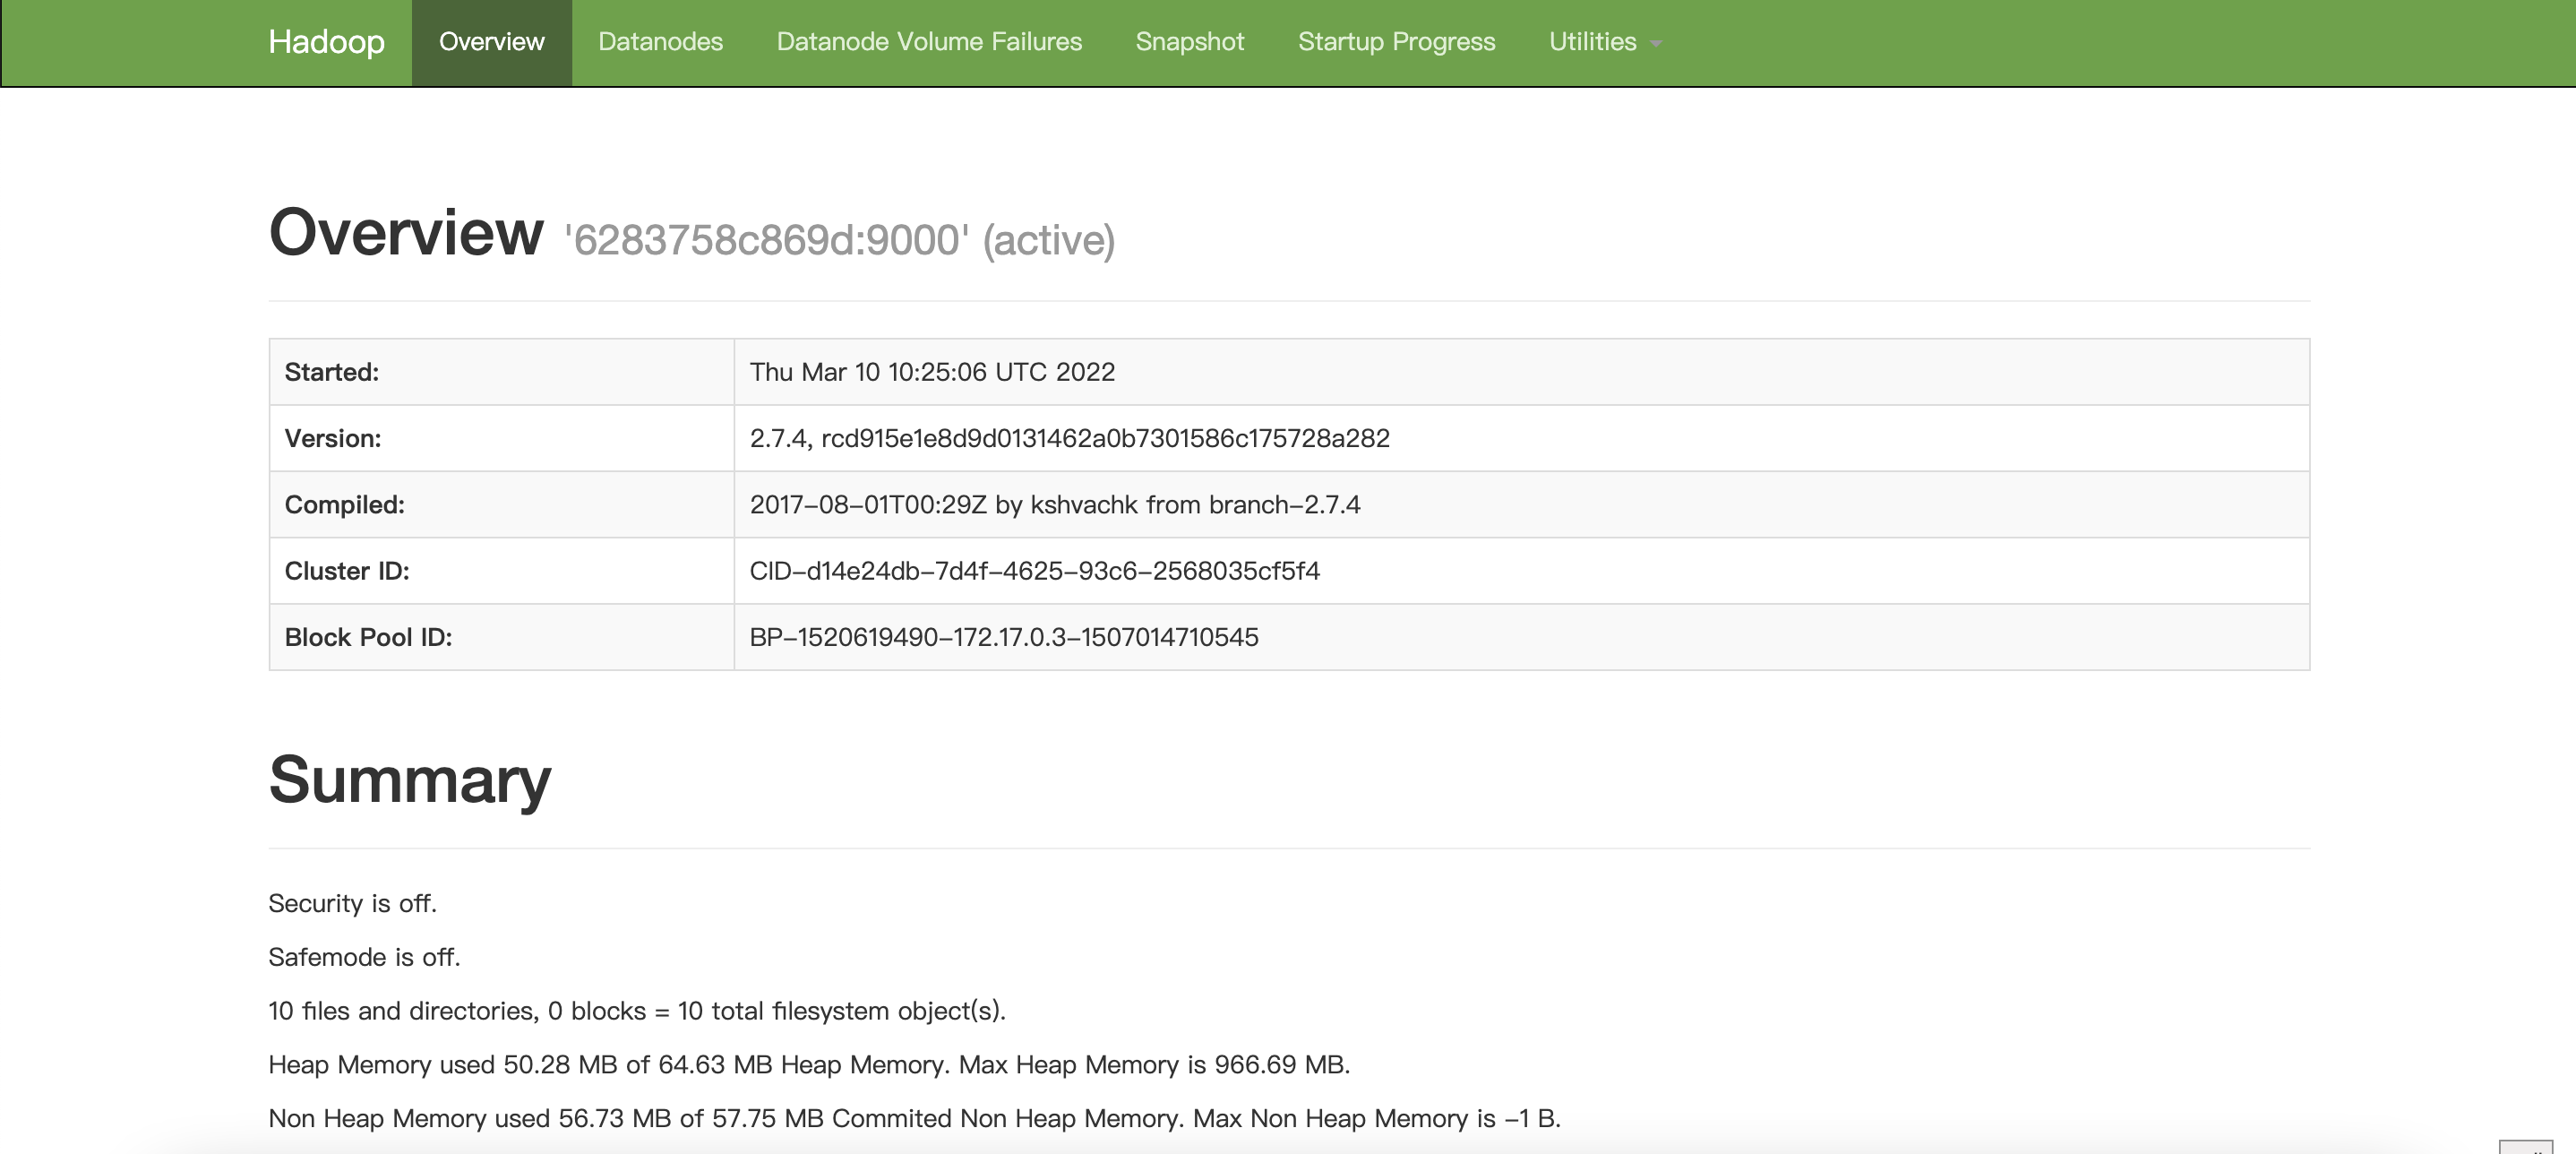 Hadoop Overview Datanodes Datanode Volume Failures Snapshot Startup Progress Utilities
Overview '6283758c869d:9000' (active)
Started: Thu Mar 10 10:25:06 UTC 2022
Version: 2.7.4, rcd915e1e8d9d0131462a0b7301586c175728a282
Compiled: 2017-08-01T00:29Z by kshvachk from branch-2.7.4
Cluster ID: CID-d14e24db-7d4f-4625-93c6-2568035cf5f4
Block Pool ID: BP-1520619490-172.17.0.3-1507014710545
Summary
Security is off.
Safemode is off.
10 files and directories, 0 blocks = 10 total filesystem object(s).
Heap Memory used 50.28 MB of 64.63 MB Heap Memory. Max Heap Memory is 966.69 MB.
Non Heap Memory used 56.73 MB of 57.75 MB Commited Non Heap Memory. Max Non Heap Memory is -1 B.